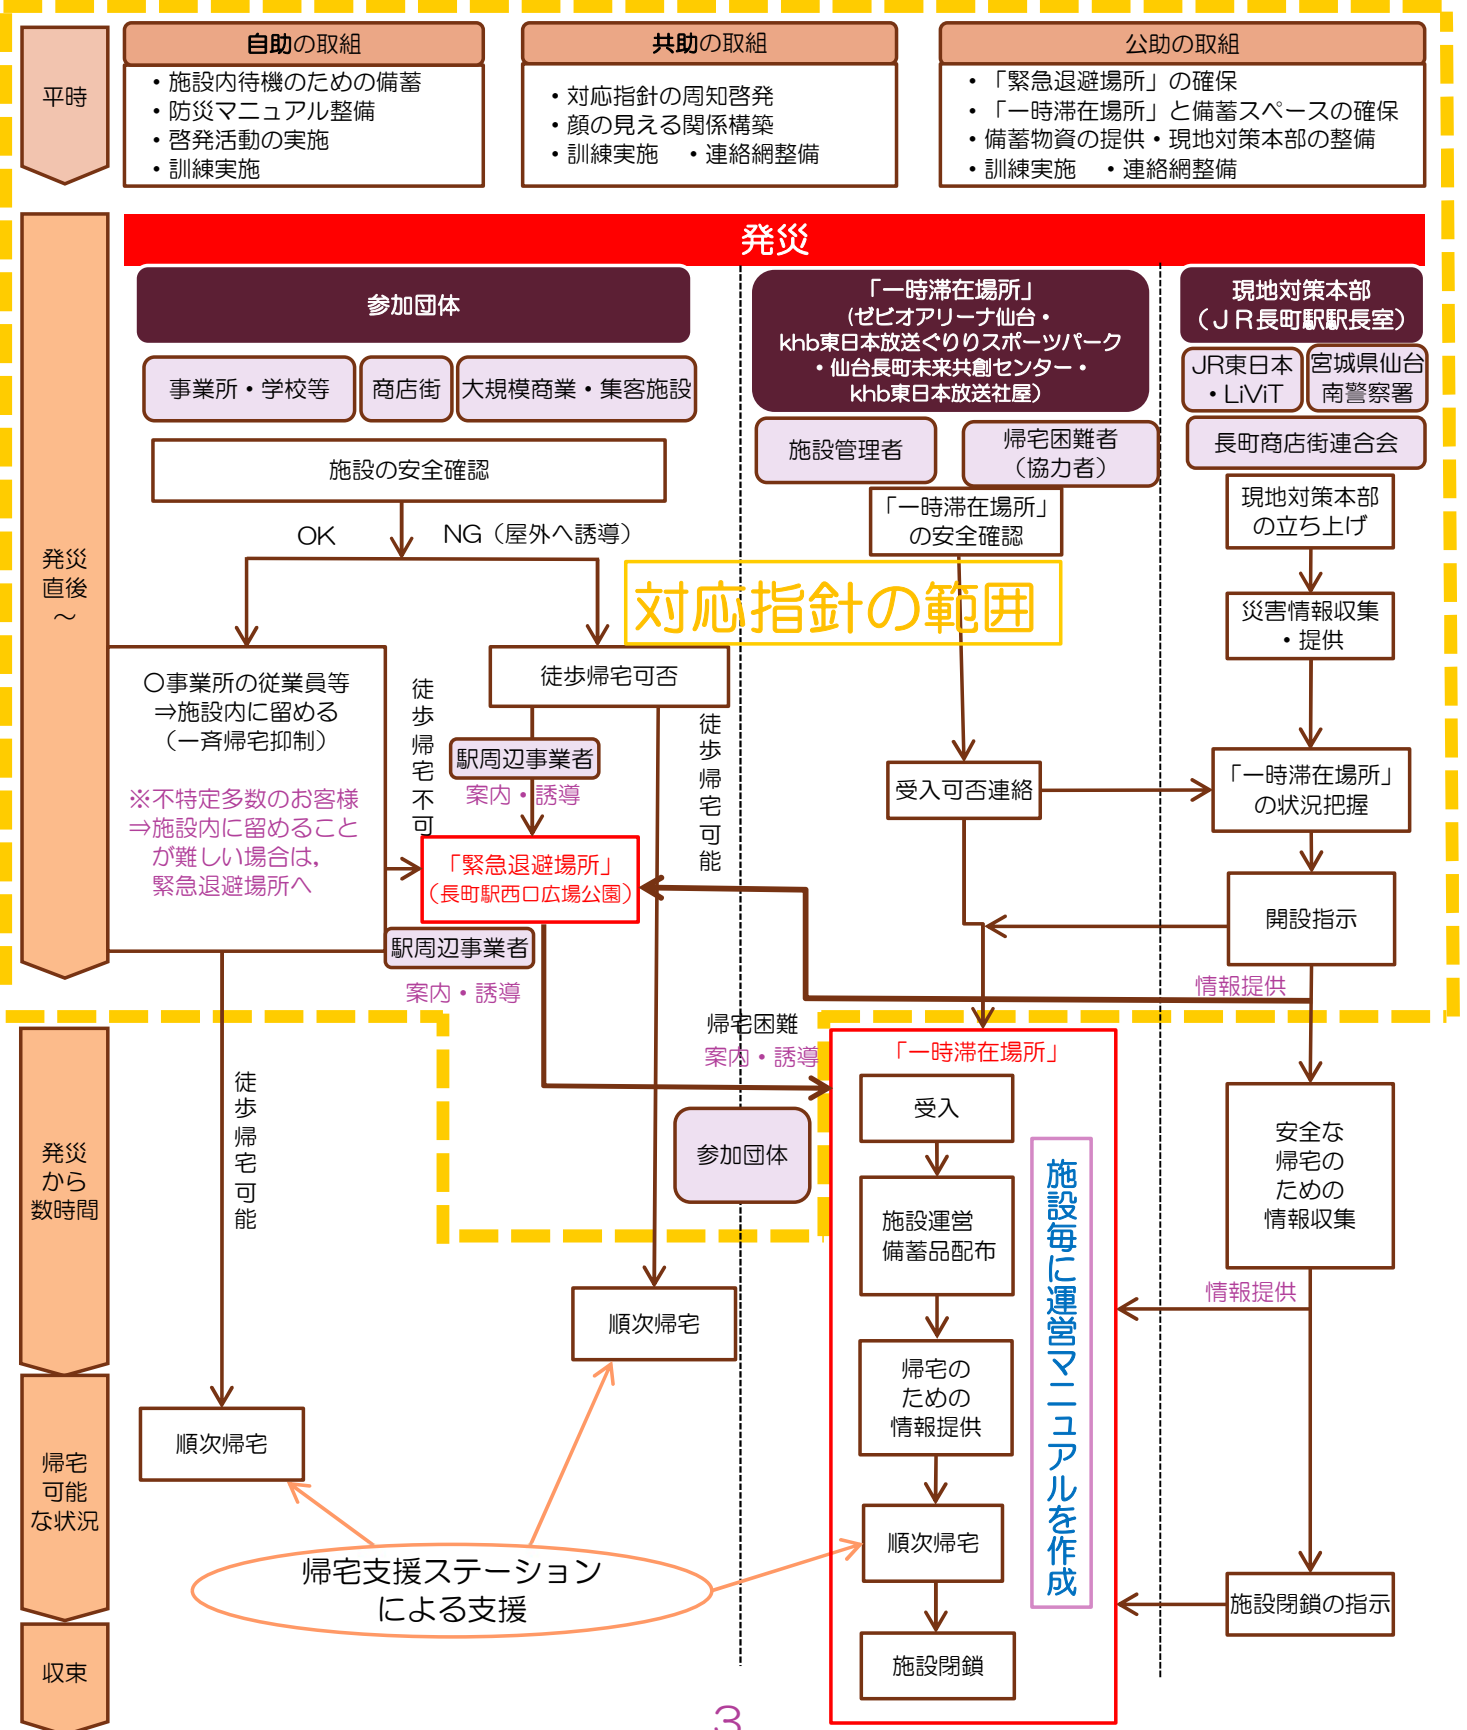 平時
自助の取組
・施設内待機のための備蓄
・防災マニュアル整備
・啓発活動の実施
・訓練実施
共助の取組
・対応指針の周知啓発
・顔の見える関係構築
・訓練実施　・連絡網整備
公助の取組
・「緊急退避場所」の確保
・「一時滞在場所」と備蓄スペースの確保
・備蓄物資の提供・現地対策本部の整備
・訓練実施　・連絡網整備
発災
直後
～
発災
参加団体
事業所・学校等
商店街
大規模商業・集客施設
施設の安全確認
OK
NG（屋外へ誘導）
「一時滞在場所」
（ゼビオアリーナ仙台・
khb東日本放送ぐりりスポーツパーク
・仙台長町未来共創センター・
khb東日本放送社屋）
施設管理者
帰宅困難者
（協力者）
「一時滞在場所」
の安全確認
現地対策本部
（ＪＲ長町駅駅長室）
JR東日本
・LiViT
宮城県仙台
南警察署
長町商店街連合会
現地対策本部
の立ち上げ
災害情報収集
・提供
対応指針の範囲
〇事業所の従業員等
⇒施設内に留める
（一斉帰宅抑制）
※不特定多数のお客様
⇒施設内に留めること
が難しい場合は，
緊急退避場所へ
徒歩帰宅不可
徒歩帰宅可否
駅周辺事業者
案内・誘導
徒歩帰宅可能
「緊急退避場所」
（長町駅西口広場公園）
駅周辺事業者
案内・誘導
受入可否連絡
「一時滞在場所」
の状況把握
開設指示
情報提供
発災
から
数時間
徒歩帰宅可能
帰宅困難
案内・誘導
参加団体
「一時滞在場所」
受入
施設運営
備蓄品配布
帰宅の
ための
情報提供
順次帰宅
施設閉鎖
施設毎に運営マニュアルを作成
安全な
帰宅の
ための
情報収集
情報提供
順次帰宅
帰宅
可能
な状況
順次帰宅
帰宅支援ステーション
による支援
施設閉鎖の指示
収束
3